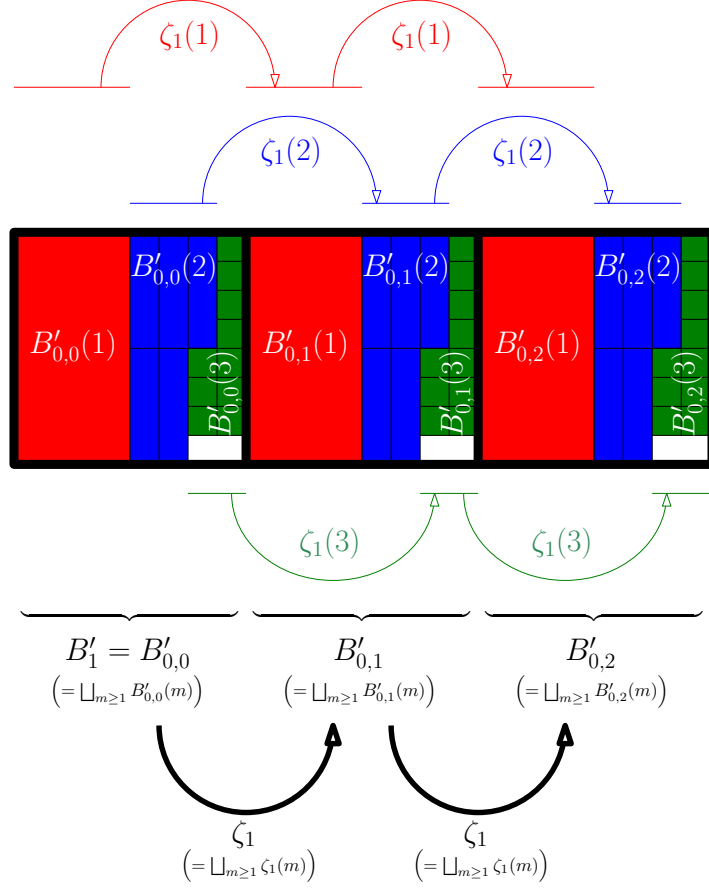 ζ₁(1) ζ₁(1)
ζ₁(2) ζ₁(2)
B′₀,₀(2) B′₀,₁(2) B′₀,₂(2)
B′₀,₀(1) B′₀,₁(1) B′₀,₂(1)
B′₀,₀(3) B′₀,₁(3) B′₀,₂(3)
ζ₁(3) ζ₁(3)
B′₁ = B′₀,₀ B′₀,₁ B′₀,₂
(= ⨆ₘ≥₁ B′₀,₀(m)) (= ⨆ₘ≥₁ B′₀,₁(m)) (= ⨆ₘ≥₁ B′₀,₂(m))
ζ₁ ζ₁
(= ⨆ₘ≥₁ ζ₁(m)) (= ⨆ₘ≥₁ ζ₁(m))